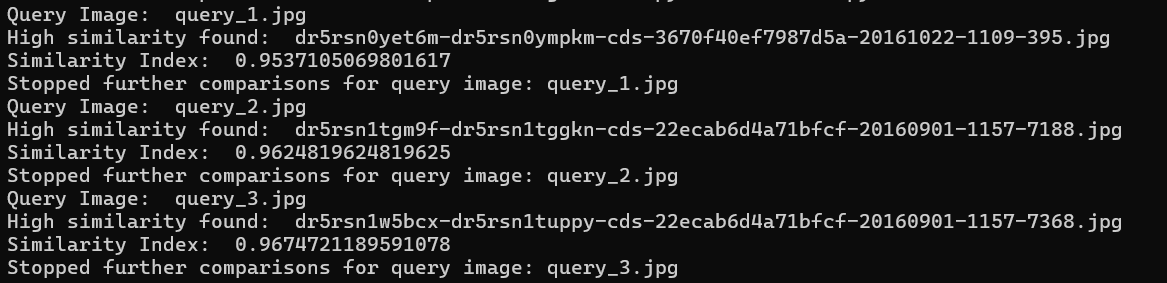 Query Image:  query_1.jpg
High similarity found:  dr5rsn0yet6m-dr5rsn0ympkm-cds-3670f40ef7987d5a-20161022-1109-395.jpg
Similarity Index:  0.9537105069801617
Stopped further comparisons for query image: query_1.jpg
Query Image:  query_2.jpg
High similarity found:  dr5rsn1tgm9f-dr5rsn1tggkn-cds-22ecab6d4a71bfcf-20160901-1157-7188.jpg
Similarity Index:  0.9624819624819625
Stopped further comparisons for query image: query_2.jpg
Query Image:  query_3.jpg
High similarity found:  dr5rsn1w5bcx-dr5rsn1tuppy-cds-22ecab6d4a71bfcf-20160901-1157-7368.jpg
Similarity Index:  0.9674721189591078
Stopped further comparisons for query image: query_3.jpg